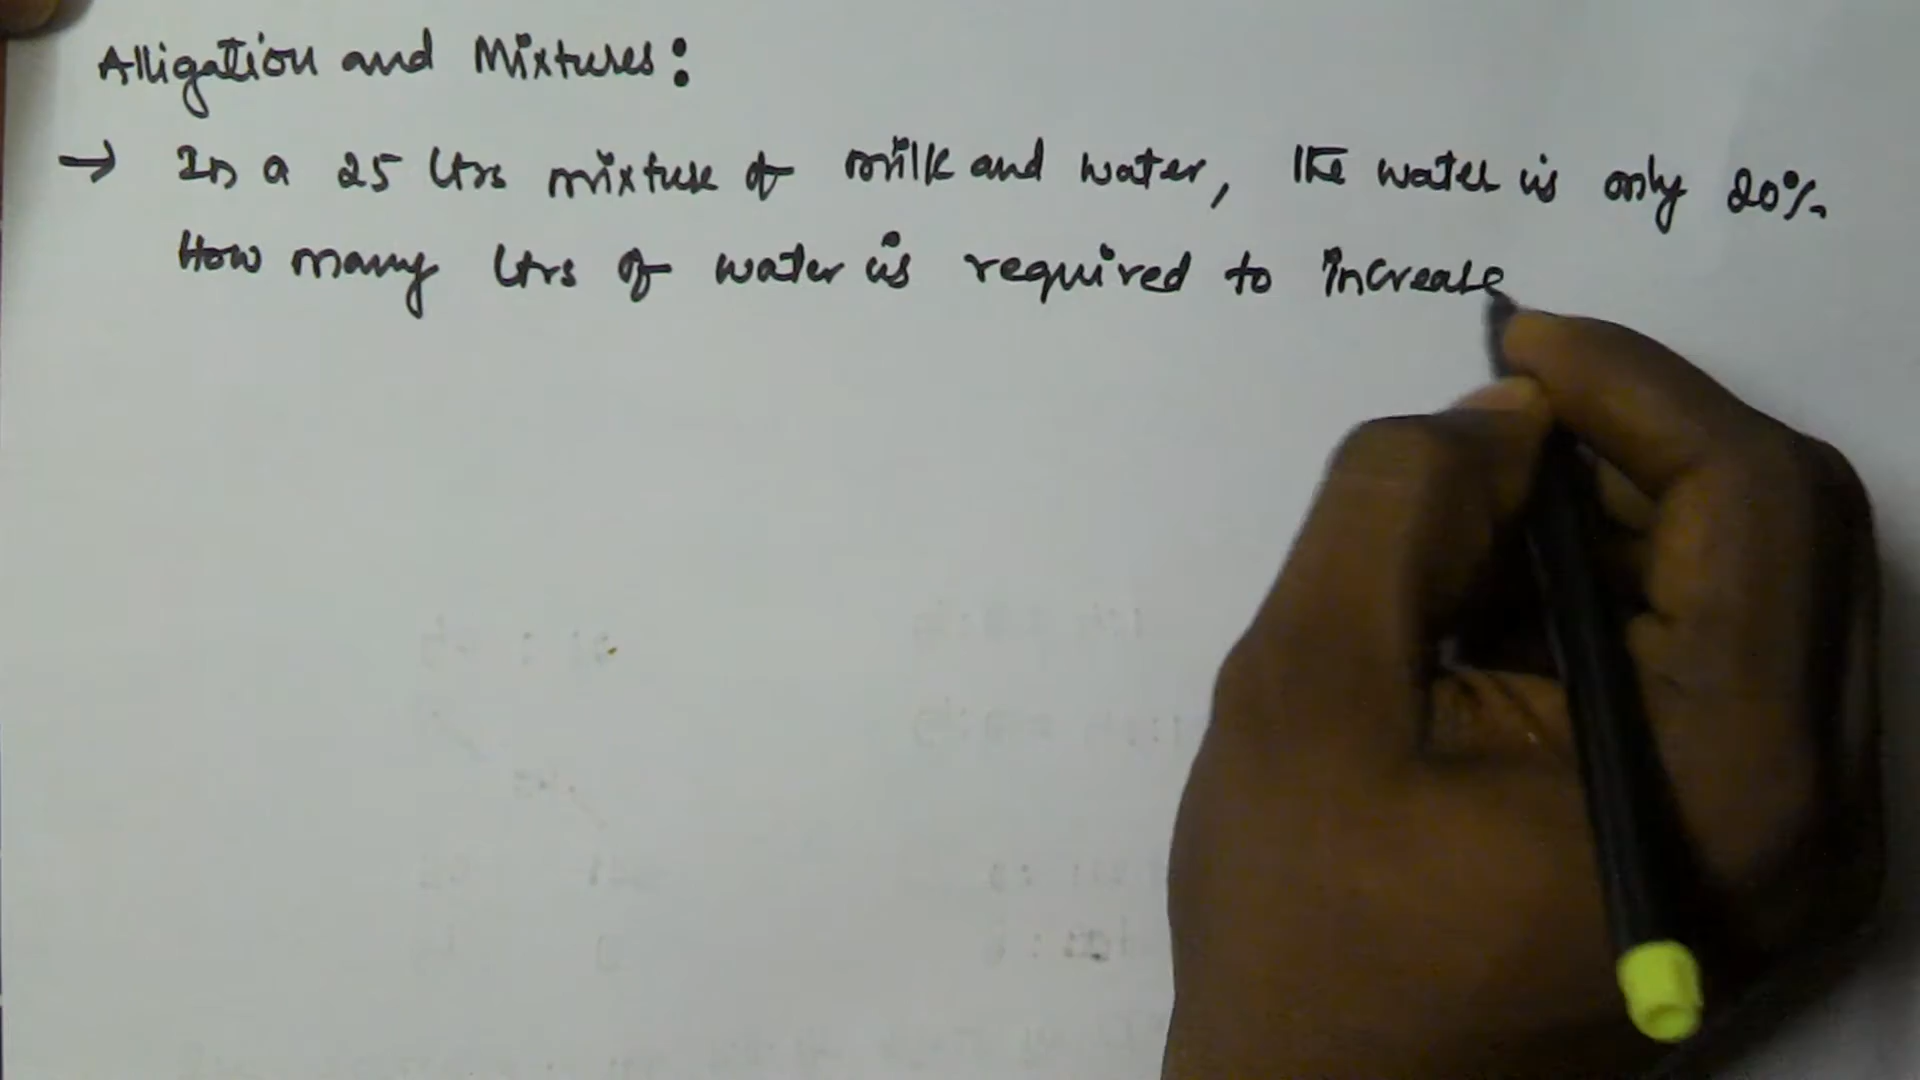 Alligation and Mixtures:
→ In a 25 ltrs mixture of milk and water, the water is only 20%.
How many ltrs of water is required to increase